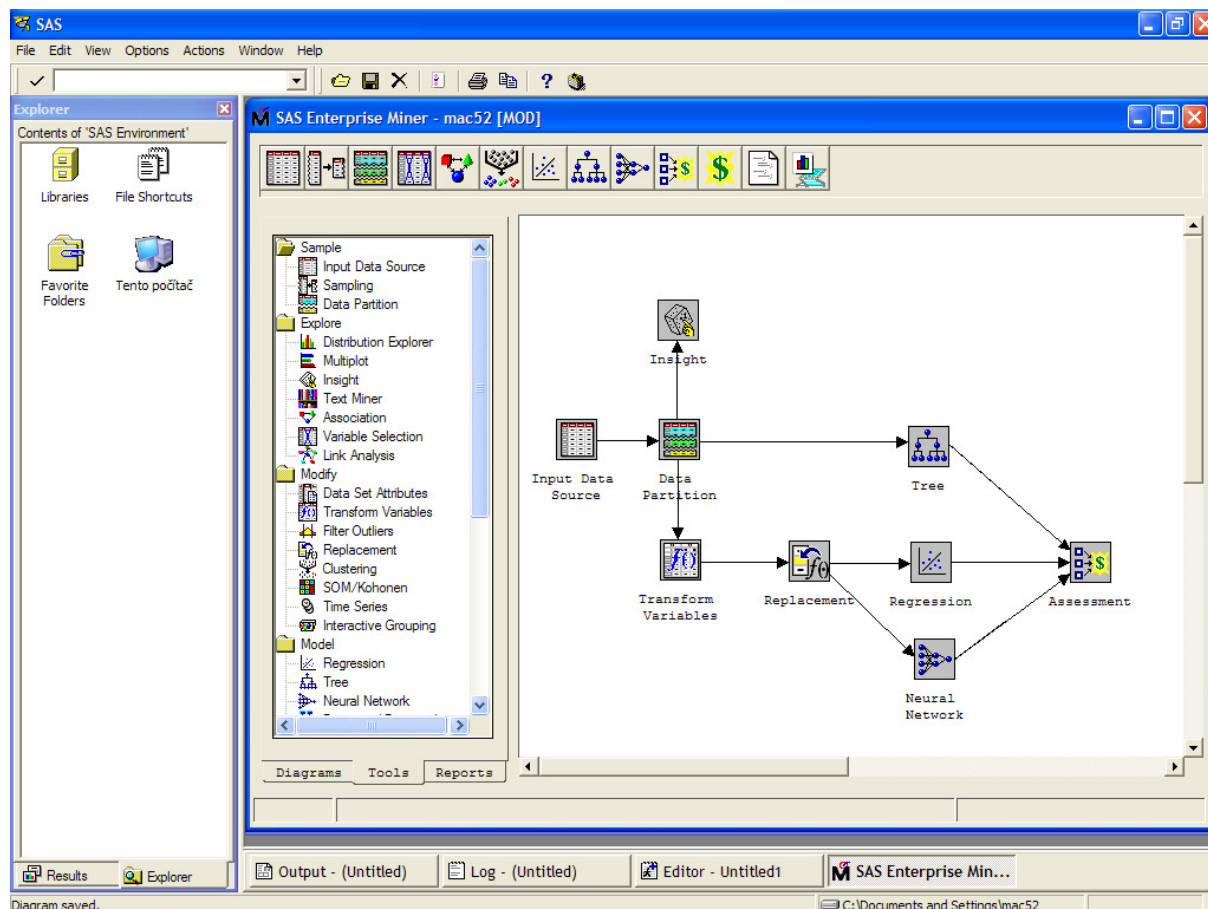 SAS
File Edit View Options Actions Window Help
Explorer
Contents of 'SAS Environment'
Libraries
File Shortcuts
Favorite
Folders
Tento počítač
Results
Explorer
SAS Enterprise Miner - mac52 [MOD]
Sample
Input Data Source
Sampling
Data Partition
Explore
Distribution Explorer
Multiplot
Insight
Text Miner
Association
Variable Selection
Link Analysis
Modify
Data Set Attributes
Transform Variables
Filter Outliers
Replacement
Clustering
SOM/Kohonen
Time Series
Interactive Grouping
Model
Regression
Tree
Neural Network
Diagrams Tools Reports
Insight
Input Data
Source
Data
Partition
Tree
Transform
Variables
Replacement
Regression
Assessment
Neural
Network
Output - (Untitled)
Log - (Untitled)
Editor - Untitled1
SAS Enterprise Min...
Diagram saved.
C:\Documents and Settings\mac52